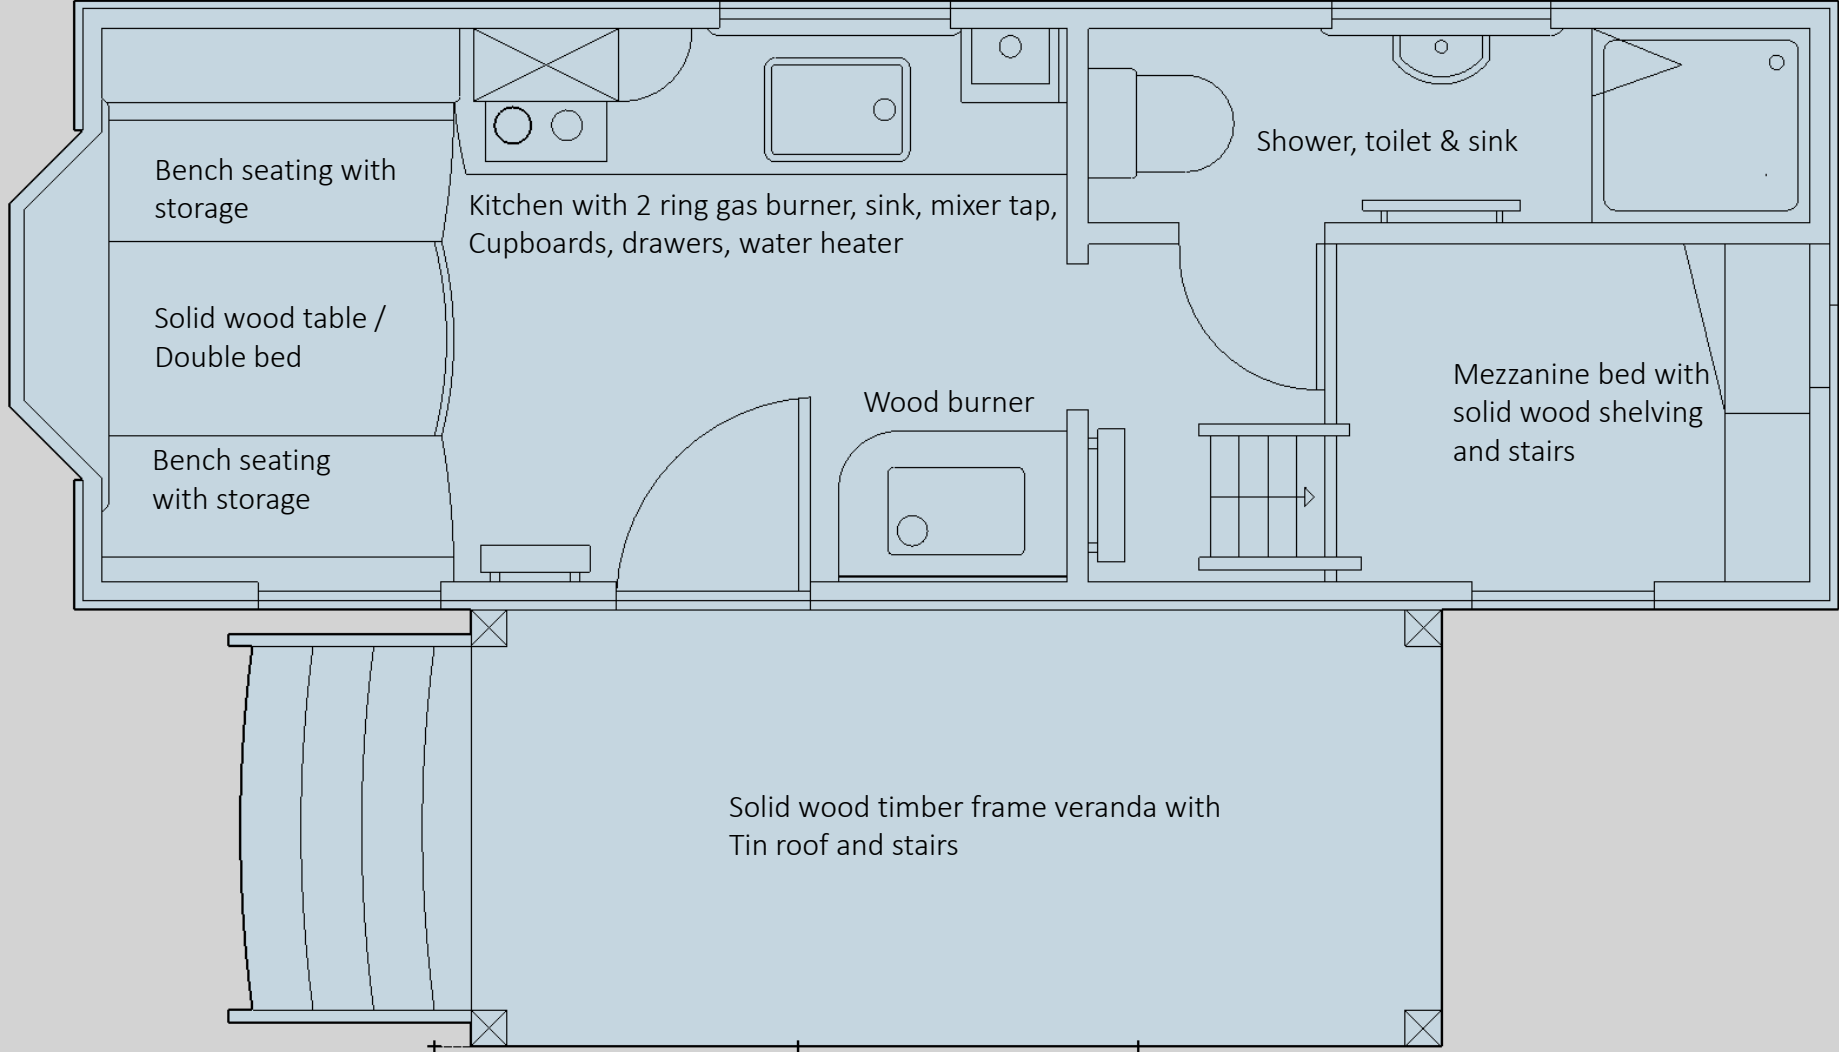 Bench seating with
storage
Kitchen with 2 ring gas burner, sink, mixer tap,
Cupboards, drawers, water heater
Shower, toilet & sink
Solid wood table /
Double bed
Wood burner
Mezzanine bed with
solid wood shelving
and stairs
Bench seating
with storage
Solid wood timber frame veranda with
Tin roof and stairs